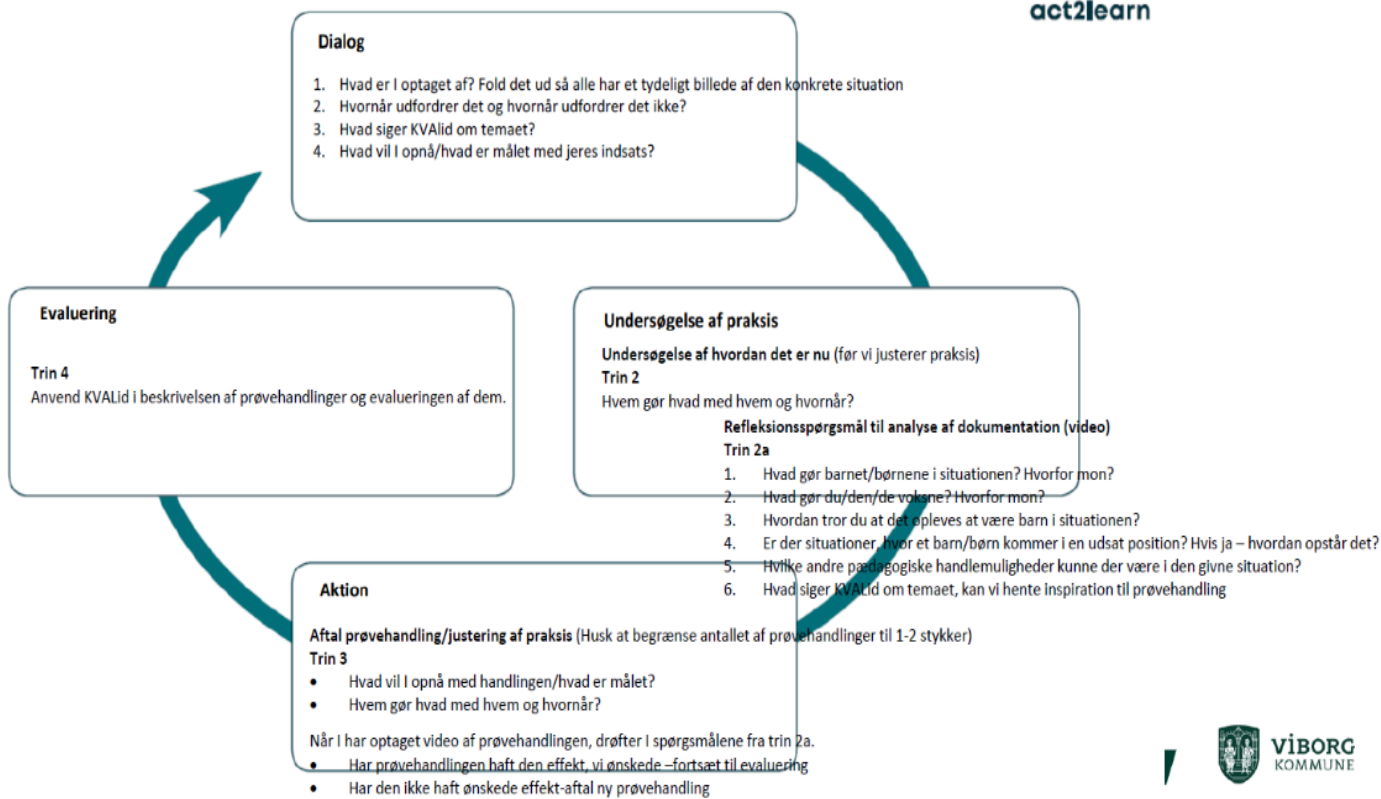 act2learn
Dialog
1. Hvad er I optaget af? Fold det ud så alle har et tydeligt billede af den konkrete situation
2. Hvornår udfordrer det og hvornår udfordrer det ikke?
3. Hvad siger KVAlid om temaet?
4. Hvad vil I opnå/hvad er målet med jeres indsats?
Undersøgelse af praksis
Undersøgelse af hvordan det er nu (før vi justerer praksis)
Trin 2
Hvem gør hvad med hvem og hvornår?
Refleksionsspørgsmål til analyse af dokumentation (video)
Trin 2a
1. Hvad gør barnet/børnene i situationen? Hvorfor mon?
2. Hvad gør du/den/de voksne? Hvorfor mon?
3. Hvordan tror du at det opleves at være barn i situationen?
4. Er der situationer, hvor et barn/børn kommer i en udsat position? Hvis ja – hvordan opstår det?
5. Hvilke andre pædagogiske handlemuligheder kunne der være i den givne situation?
6. Hvad siger KVALid om temaet, kan vi hente inspiration til prøvehandling
Aktion
Aftal prøvehandling/justering af praksis (Husk at begrænse antallet af prøvehandlinger til 1-2 stykker)
Trin 3
• Hvad vil I opnå med handlingen/hvad er målet?
• Hvem gør hvad med hvem og hvornår?
Når I har optaget video af prøvehandlingen, drøfter I spørgsmålene fra trin 2a.
• Har prøvehandlingen haft den effekt, vi ønskede –fortsæt til evaluering
• Har den ikke haft ønskede effekt-aftal ny prøvehandling
Evaluering
Trin 4
Anvend KVALid i beskrivelsen af prøvehandlinger og evalueringen af dem.
VIBORG
KOMMUNE